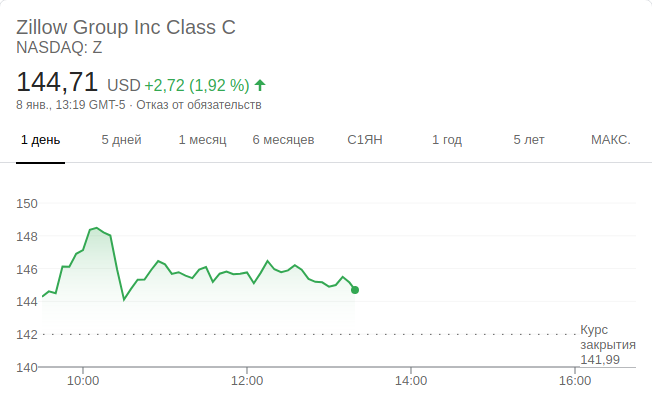 Zillow Group Inc Class C
NASDAQ: Z
144,71 USD +2,72 (1,92 %)
8 янв., 13:19 GMT-5 · Отказ от обязательств
1 день 5 дней 1 месяц 6 месяцев С1ЯН 1 год 5 лет МАКС.
150
148
146
144
142
140
Курс
закрытия
141,99
10:00 12:00 14:00 16:00